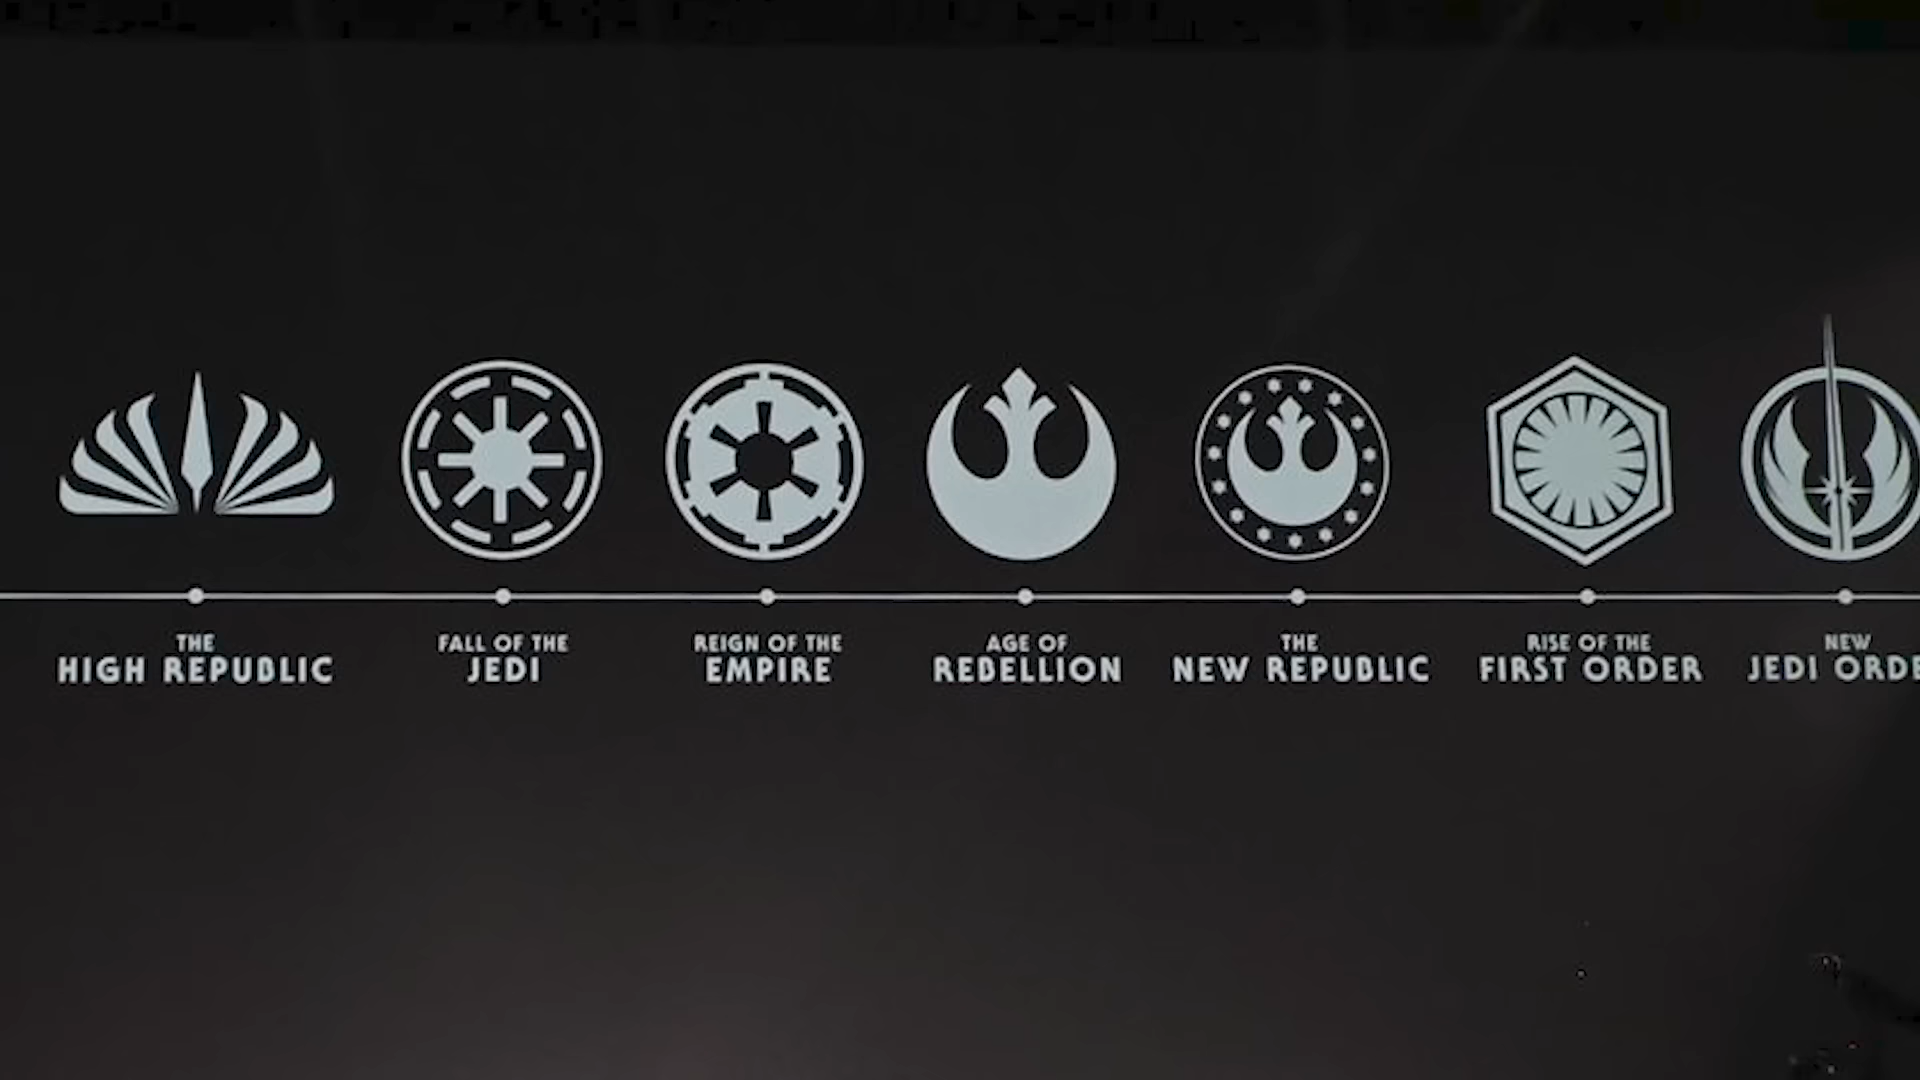 THE
HIGH REPUBLIC
FALL OF THE
JEDI
REIGN OF THE
EMPIRE
AGE OF
REBELLION
THE
NEW REPUBLIC
RISE OF THE
FIRST ORDER
NEW
JEDI ORDE